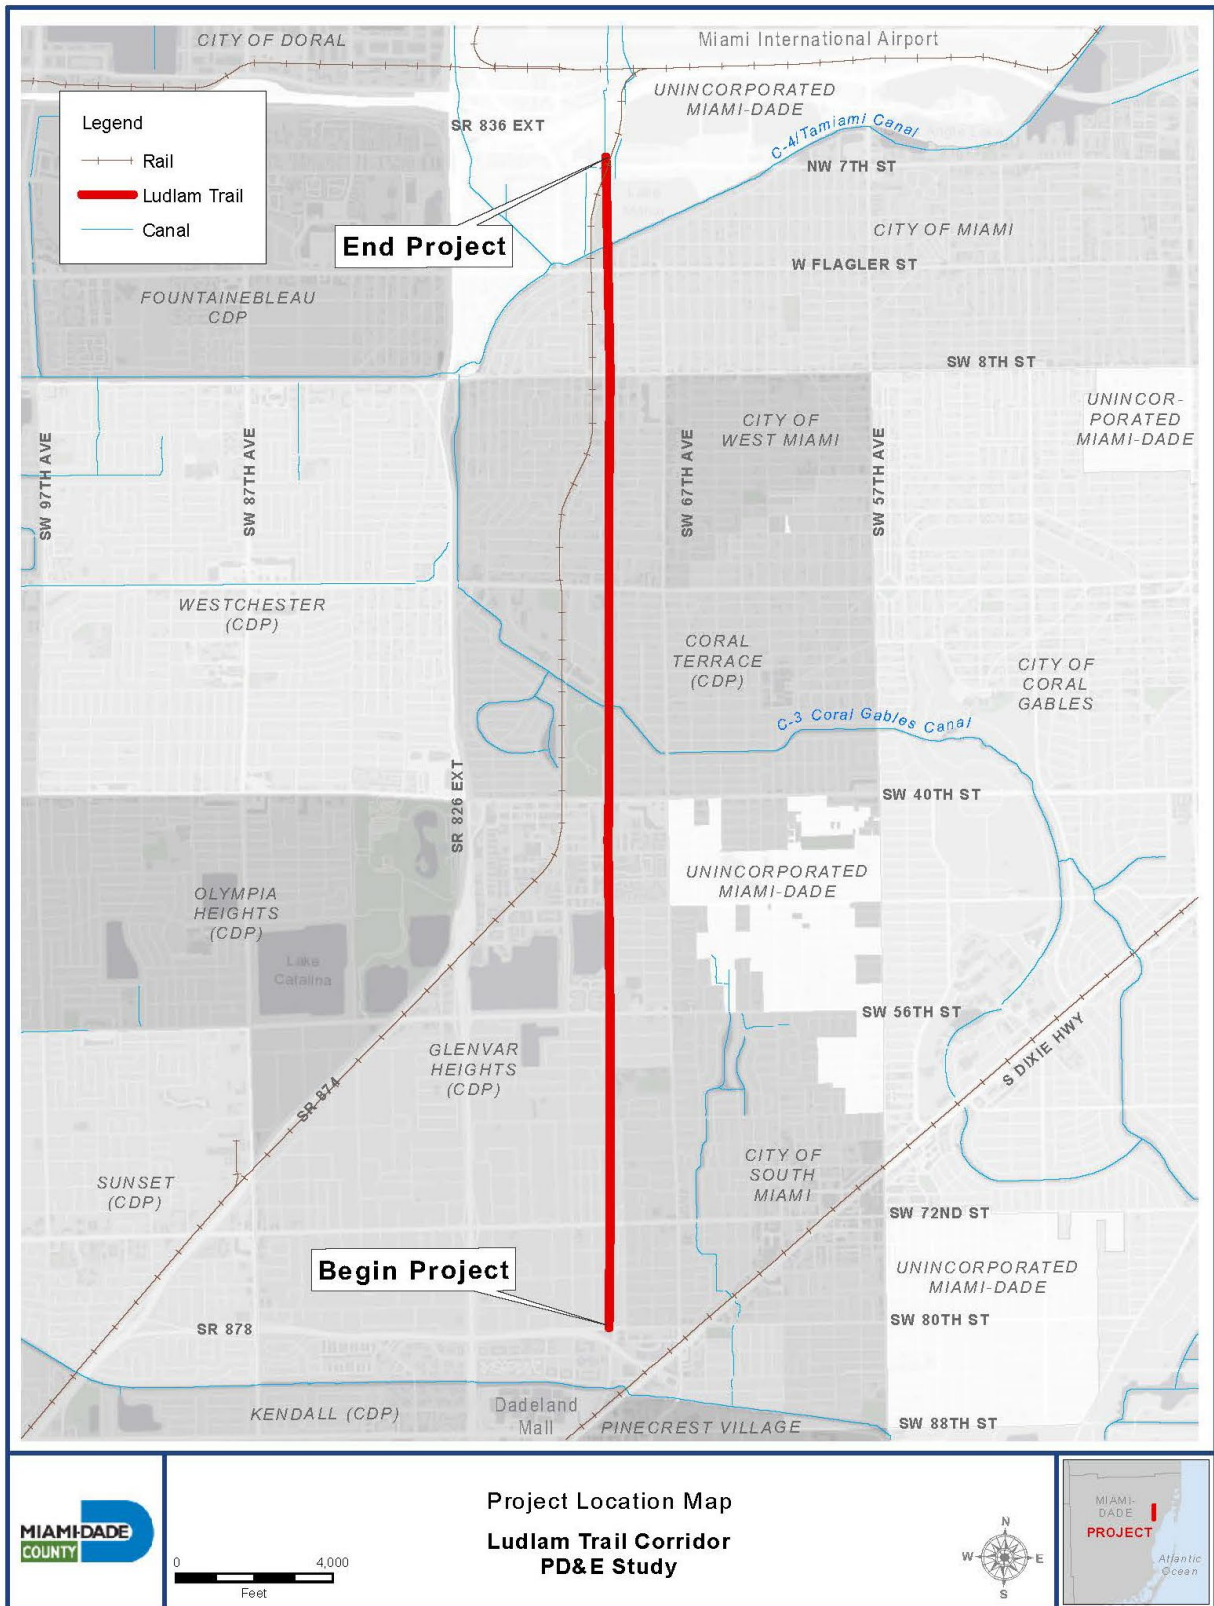 CITY OF DORAL
Miami International Airport
UNINCORPORATED
MIAMI-DADE
Legend
Rail
Ludlam Trail
Canal
SR 836 EXT
C-4/Tamiami Canal
NW 7TH ST
End Project
CITY OF MIAMI
W FLAGLER ST
FOUNTAINEBLEAU
CDP
SW 8TH ST
UNINCOR-
PORATED
MIAMI-DADE
CITY OF
WEST MIAMI
SW 97TH AVE
SW 87TH AVE
SW 67TH AVE
SW 57TH AVE
WESTCHESTER
(CDP)
CORAL
TERRACE
(CDP)
CITY OF
CORAL
GABLES
C-3 Coral Gables Canal
SR 826 EXT
SW 40TH ST
UNINCORPORATED
MIAMI-DADE
OLYMPIA
HEIGHTS
(CDP)
Lake
Catalina
SW 56TH ST
S DIXIE HWY
GLENVAR
HEIGHTS
(CDP)
SR 874
CITY OF
SOUTH
MIAMI
SUNSET
(CDP)
SW 72ND ST
Begin Project
UNINCORPORATED
MIAMI-DADE
SR 878
SW 80TH ST
KENDALL (CDP)
Dadeland
Mall
PINECREST VILLAGE
SW 88TH ST
MIAMI-DADE
COUNTY
0 4,000
Feet
Project Location Map
Ludlam Trail Corridor
PD&E Study
N
W E
S
MIAMI-
DADE
PROJECT
Atlantic
Ocean